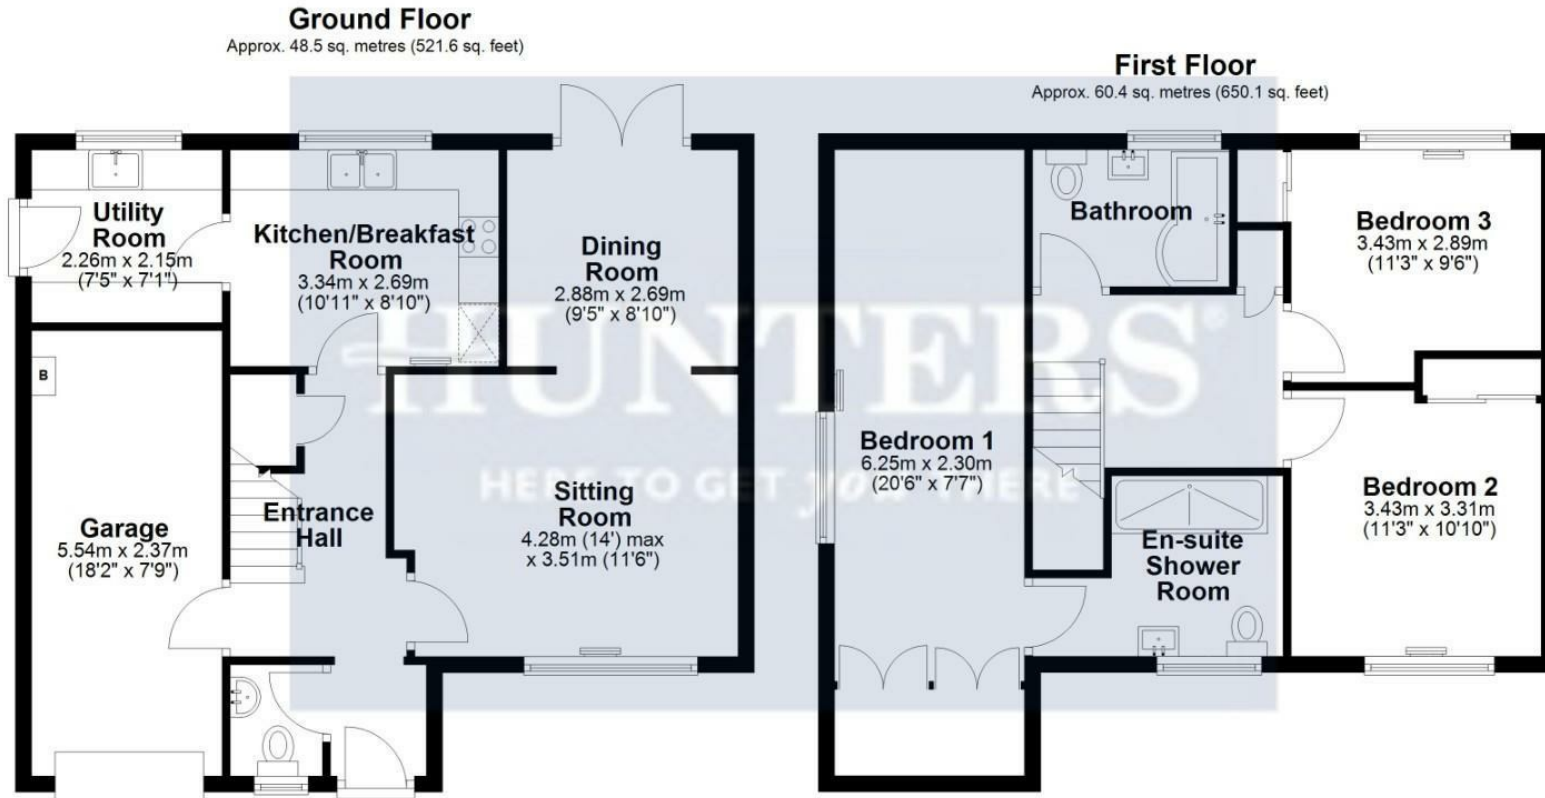 Ground Floor
Approx. 48.5 sq. metres (521.6 sq. feet)
Utility
Room
2.26m x 2.15m
(7'5" x 7'1")
Kitchen/Breakfast
Room
3.34m x 2.69m
(10'11" x 8'10")
Dining
Room
2.88m x 2.69m
(9'5" x 8'10")
B
Garage
5.54m x 2.37m
(18'2" x 7'9")
Entrance
Hall
Sitting
Room
4.28m (14') max
x 3.51m (11'6")
First Floor
Approx. 60.4 sq. metres (650.1 sq. feet)
Bathroom
Bedroom 3
3.43m x 2.89m
(11'3" x 9'6")
Bedroom 1
6.25m x 2.30m
(20'6" x 7'7")
Bedroom 2
3.43m x 3.31m
(11'3" x 10'10")
En-suite
Shower
Room
HUNTERS®
HERE TO GET you THERE